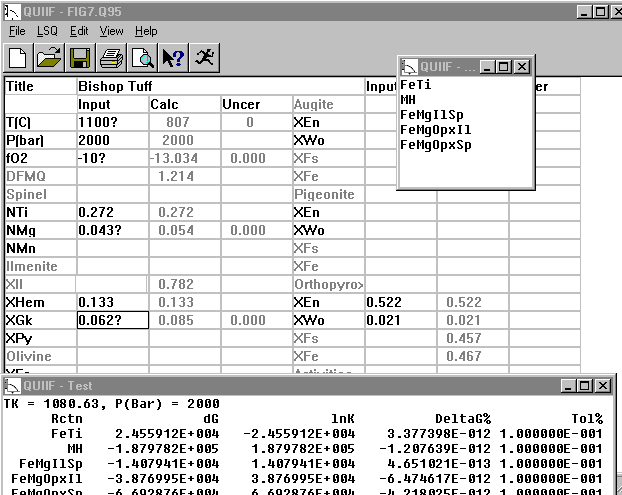 QUIlF - FIG7.Q95
File LSQ Edit View Help
QUIlF - ...
FeTi
MH
FeMgIlSp
FeMgOpxIl
FeMgOpxSp
Title Bishop Tuff Input er
Input Calc Uncer Augite
T(C) 1100? 807 0 XEn
P(bar) 2000 2000 XWo
fO2 -10? -13.034 0.000 XFs
DFMQ 1.214 XFe
Spinel Pigeonite
NTi 0.272 0.272 XEn
NMg 0.043? 0.054 0.000 XWo
NMn XFs
Ilmenite XFe
XIl 0.782 Orthopyrox
XHem 0.133 0.133 XEn 0.522 0.522
XGk 0.062? 0.085 0.000 XWo 0.021 0.021
XPy XFs 0.457
Olivine XFe 0.467
QUIlF - Test
TK = 1080.63, P(Bar) = 2000
Rctn dG lnK DeltaG% Tol%
FeTi 2.455912E+004 -2.455912E+004 3.377398E-012 1.000000E-001
MH -1.879782E+005 1.879782E+005 -1.207639E-012 1.000000E-001
FeMgIlSp -1.407941E+004 1.407941E+004 4.651021E-013 1.000000E-001
FeMgOpxIl -3.876995E+004 3.876995E+004 -6.474617E-013 1.000000E-001
FeMgOpxSp -6.692876E+004 6.692876E+004 -4.218025E-012 1.000000E-001